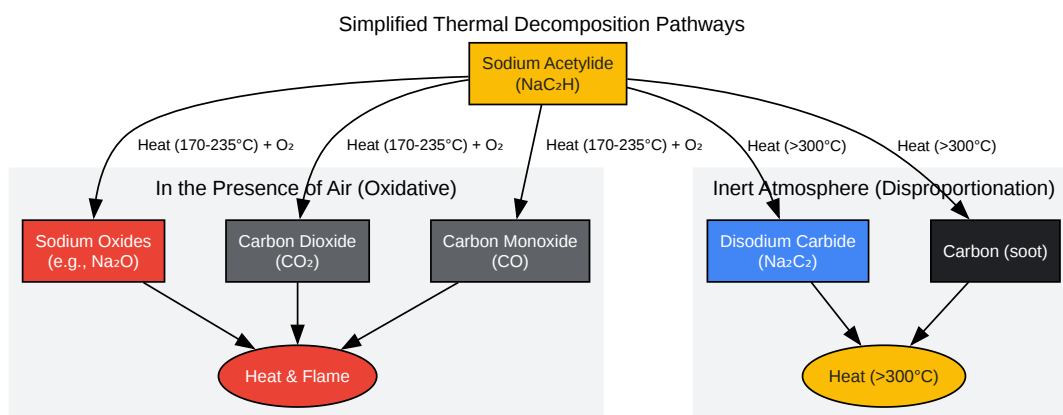 Simplified Thermal Decomposition Pathways
Sodium Acetylide
(NaC₂H)
Heat (170-235°C) + O₂
Heat (170-235°C) + O₂
Heat (170-235°C) + O₂
Heat (>300°C)
Heat (>300°C)
In the Presence of Air (Oxidative)
Inert Atmosphere (Disproportionation)
Sodium Oxides
(e.g., Na₂O)
Carbon Dioxide
(CO₂)
Carbon Monoxide
(CO)
Disodium Carbide
(Na₂C₂)
Carbon (soot)
Heat & Flame
Heat (>300°C)